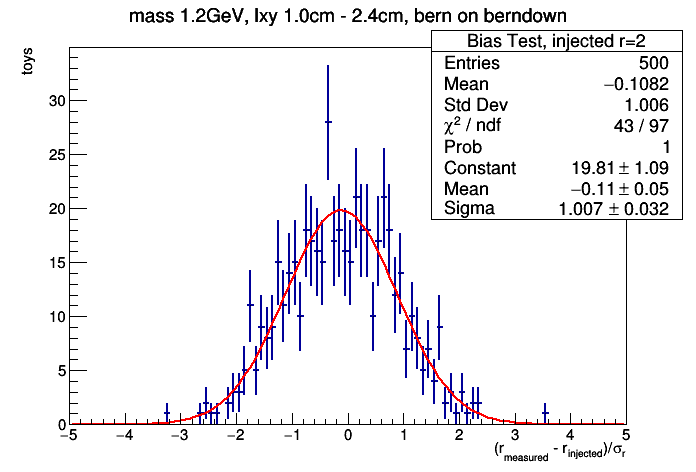 mass 1.2GeV, lxy 1.0cm - 2.4cm, bern on berndown
Bias Test, injected r=2
Entries 500
Mean −0.1082
Std Dev 1.006
χ² / ndf 43 / 97
Prob 1
Constant 19.81 ± 1.09
Mean −0.11 ± 0.05
Sigma 1.007 ± 0.032
toys
30
25
20
15
10
5
0
−5 −4 −3 −2 −1 0 1 2 3 4 5
(r_measured - r_injected)/σ_r